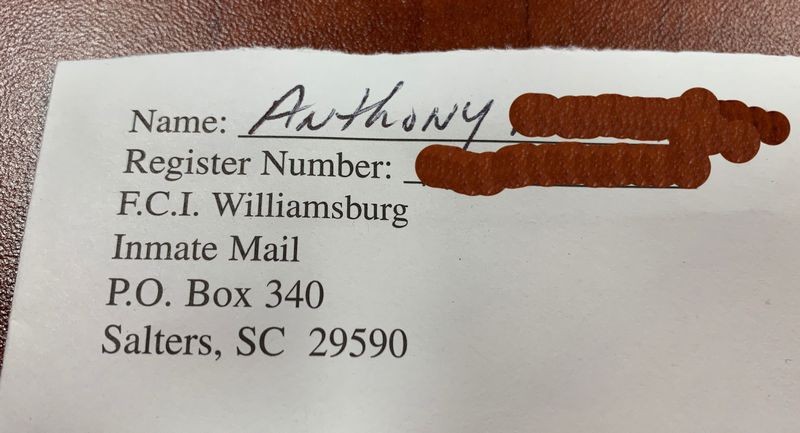 Name: Anthony
Register Number:
F.C.I. Williamsburg
Inmate Mail
P.O. Box 340
Salters, SC 29590